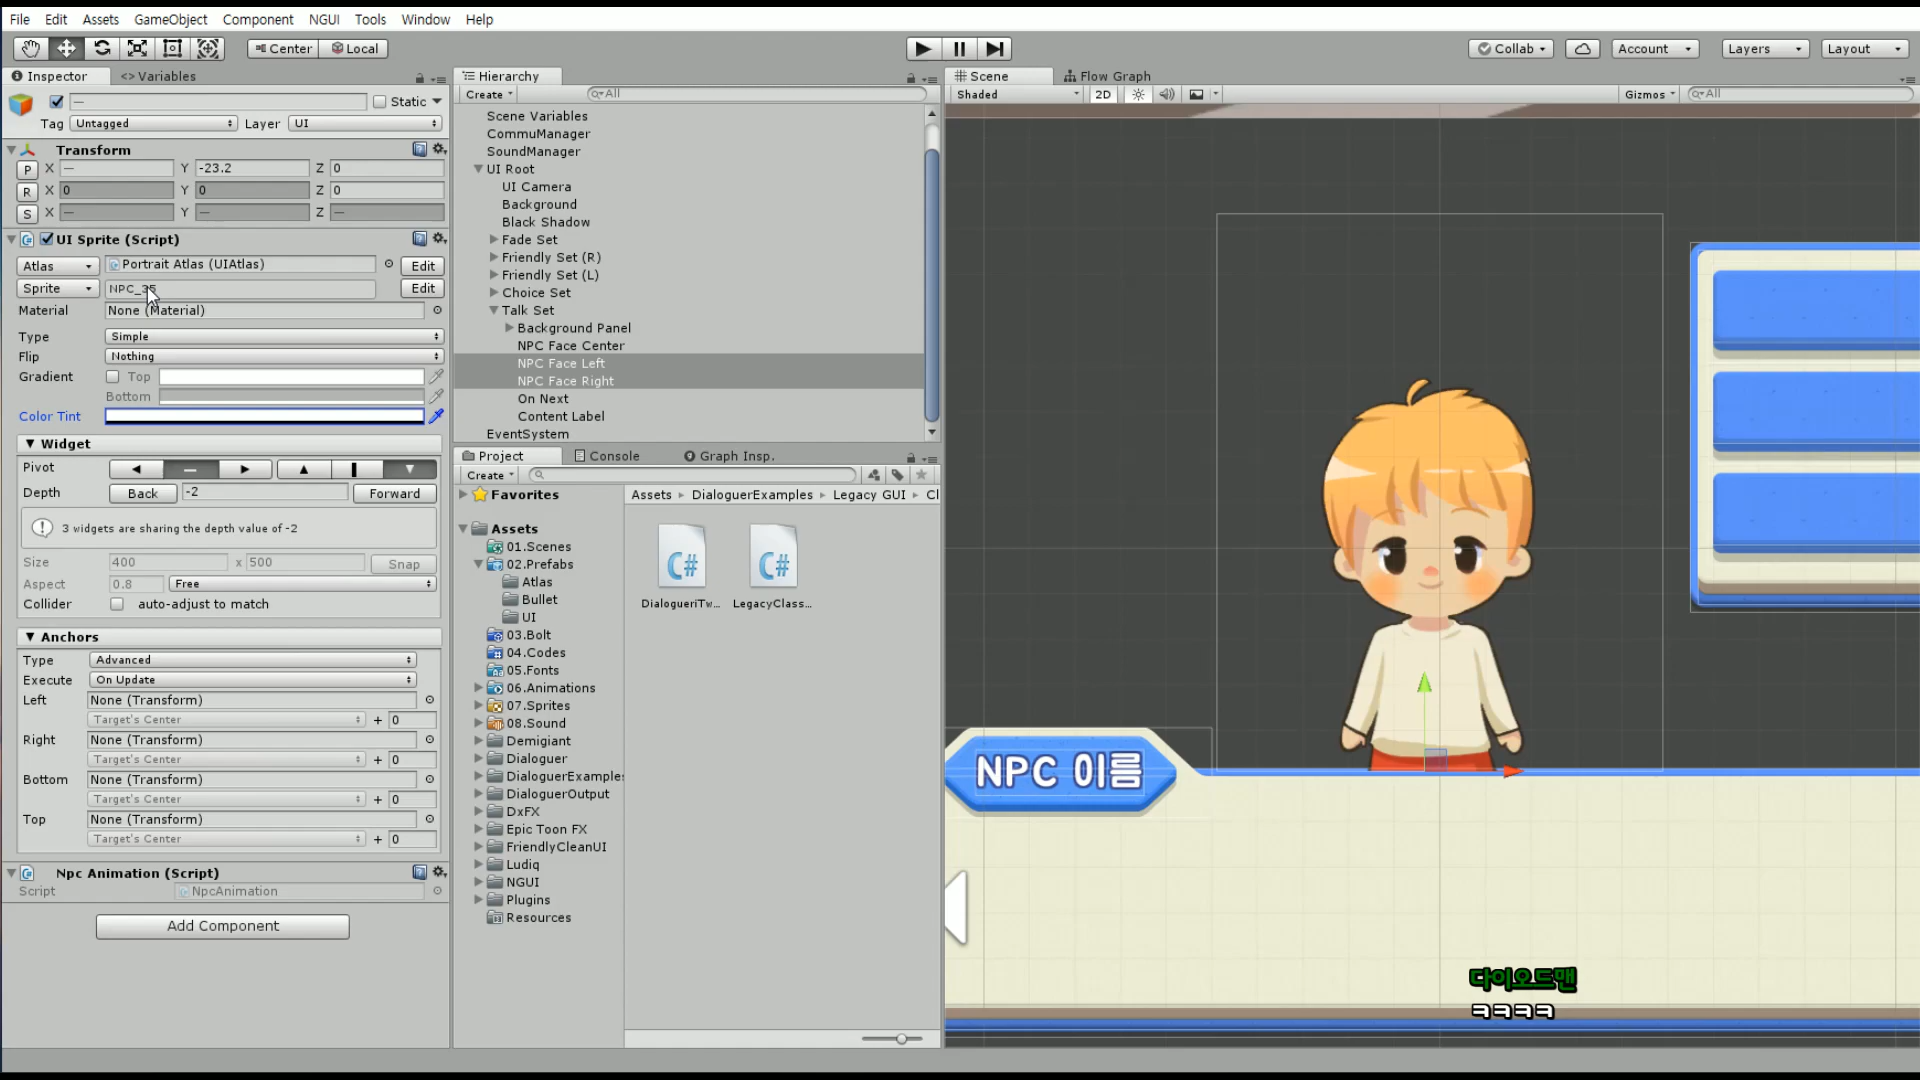 File Edit Assets GameObject Component NGUI Tools Window Help
Center Local Collab Account Layers Layout
Inspector <> Variables
— Static
Tag Untagged Layer UI
Transform
P X — Y -23.2 Z 0
R X 0 Y 0 Z 0
S X — Y — Z —
UI Sprite (Script)
Atlas Portrait Atlas (UIAtlas) Edit
Sprite NPC_35 Edit
Material None (Material)
Type Simple
Flip Nothing
Gradient Top
Bottom
Color Tint
Widget
Pivot
Depth Back -2 Forward
3 widgets are sharing the depth value of -2
Size 400 x 500 Snap
Aspect 0.8 Free
Collider auto-adjust to match
Anchors
Type Advanced
Execute On Update
Left None (Transform)
Target's Center + 0
Right None (Transform)
Target's Center + 0
Bottom None (Transform)
Target's Center + 0
Top None (Transform)
Target's Center + 0
Npc Animation (Script)
Script NpcAnimation
Add Component
Hierarchy
Create All
Scene Variables
CommuManager
SoundManager
UI Root
UI Camera
Background
Black Shadow
Fade Set
Friendly Set (R)
Friendly Set (L)
Choice Set
Talk Set
Background Panel
NPC Face Center
NPC Face Left
NPC Face Right
On Next
Content Label
EventSystem
Project Console Graph Insp.
Create
Favorites
Assets
01.Scenes
02.Prefabs
Atlas
Bullet
UI
03.Bolt
04.Codes
05.Fonts
06.Animations
07.Sprites
08.Sound
Demigiant
Dialoguer
DialoguerExamples
DialoguerOutput
DxFX
Epic Toon FX
FriendlyCleanUI
Ludiq
NGUI
Plugins
Resources
Assets DialoguerExamples Legacy GUI Cl
DialogueriTw... LegacyClass...
Scene Flow Graph
Shaded 2D Gizmos All
NPC 이름
다이오드맨
ㅋㅋㅋㅋ